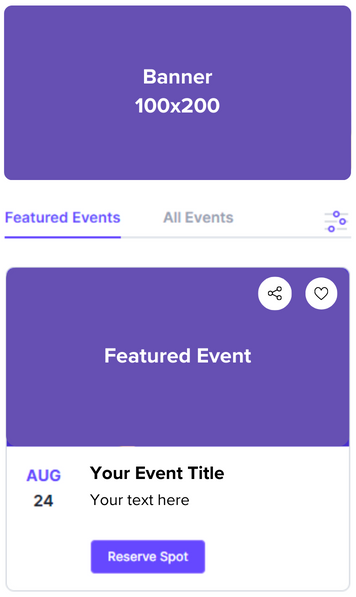 Banner
100x200
Featured Events
All Events
Featured Event
AUG
24
Your Event Title
Your text here
Reserve Spot